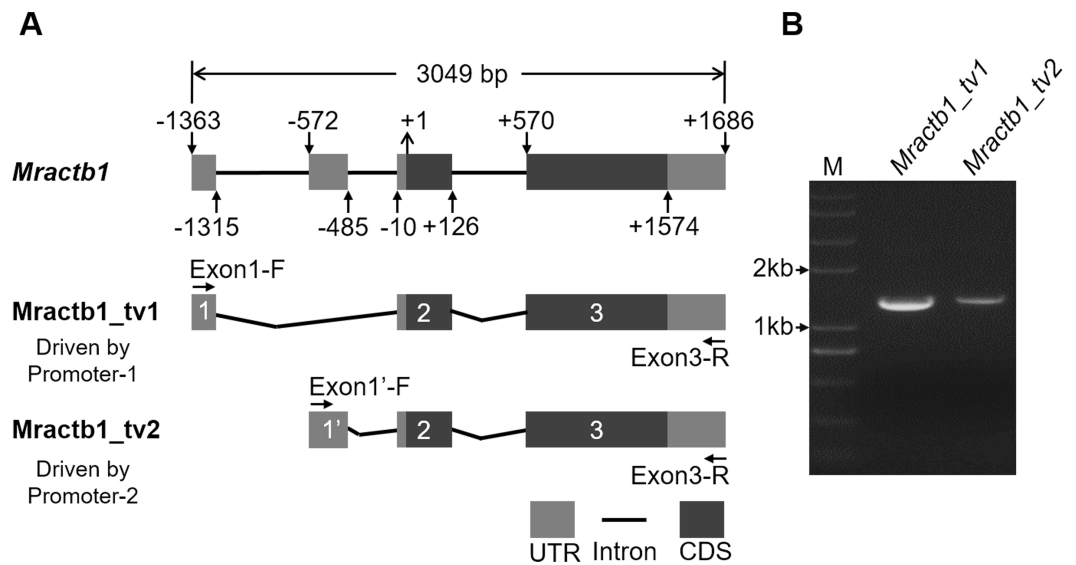 A
3049 bp
-1363
-572
+1
+570
+1686
Mractb1
-1315
-485
-10
+126
+1574
Exon1-F
Mractb1_tv1
1
2
3
Driven by
Promoter-1
Exon3-R
Exon1’-F
Mractb1_tv2
1’
2
3
Driven by
Promoter-2
Exon3-R
UTR
Intron
CDS
B
M
Mractb1_tv1
Mractb1_tv2
2kb
1kb